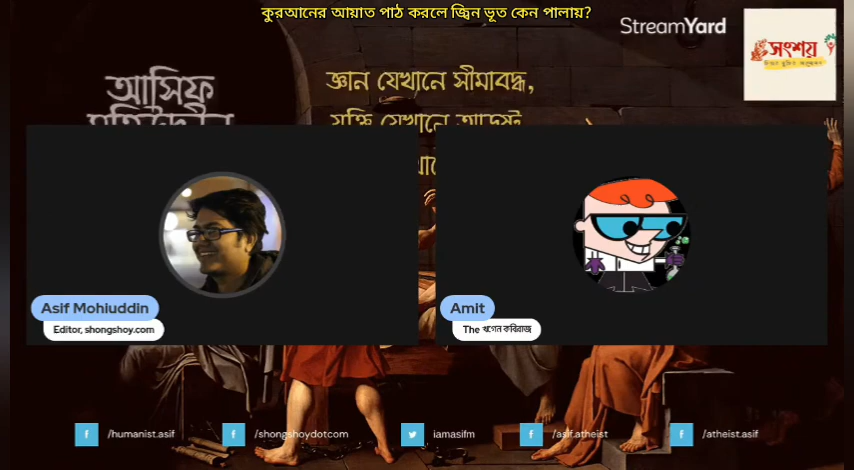 কুরআনের আয়াত পাঠ করলে জ্বিন ভূত কেন পালায়?
StreamYard
সংশয়
আসিফ
জ্ঞান যেখানে সীমাবদ্ধ,
যুক্তি যেখানে আড়ষ্ট
Asif Mohiuddin
Editor, shongshoy.com
Amit
The খগেন কবিরাজ
/humanist.asif
/shongshoydotcom
iamasifm
/asif.atheist
/atheist.asif